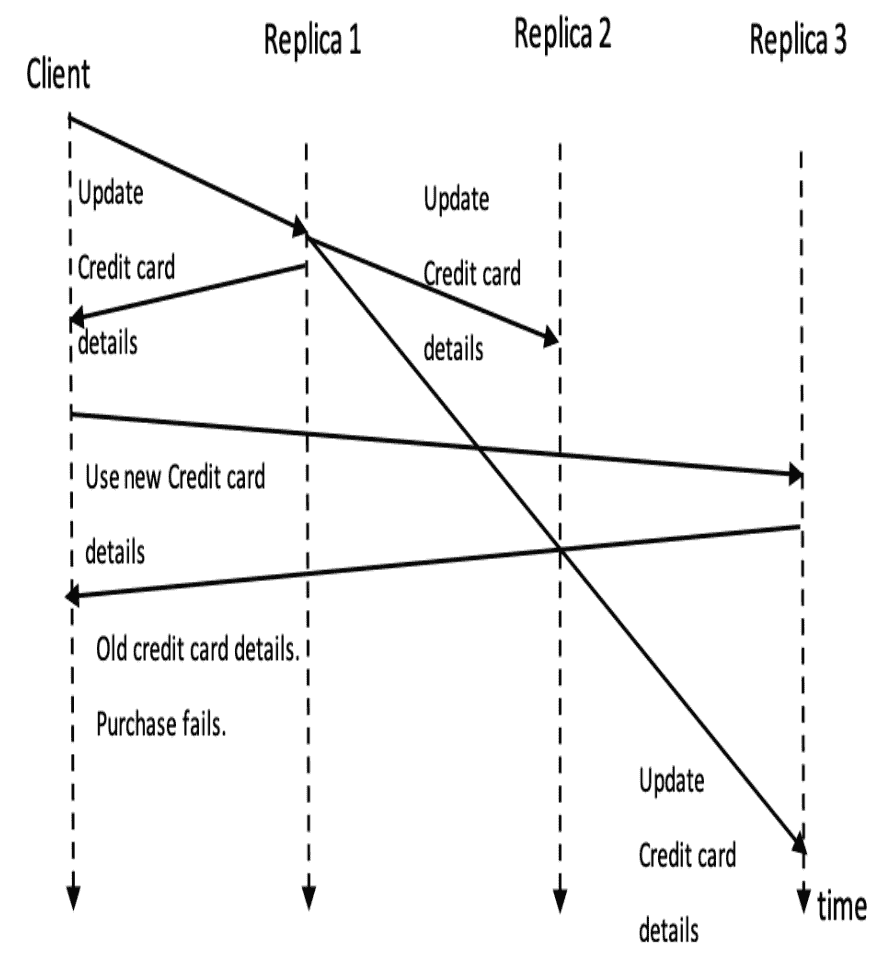 Client
Replica 1
Replica 2
Replica 3
Update
Credit card
details
Update
Credit card
details
Use new Credit card
details
Old credit card details.
Purchase fails.
Update
Credit card
details
time